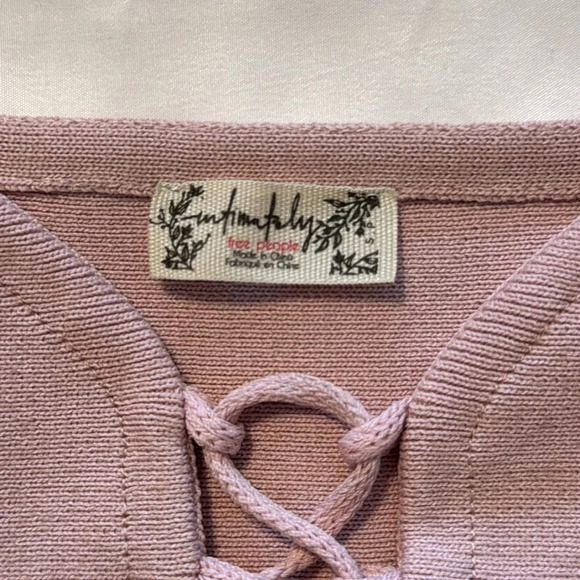 intimately
free people
Made in China
Fabriqué en Chine
S P